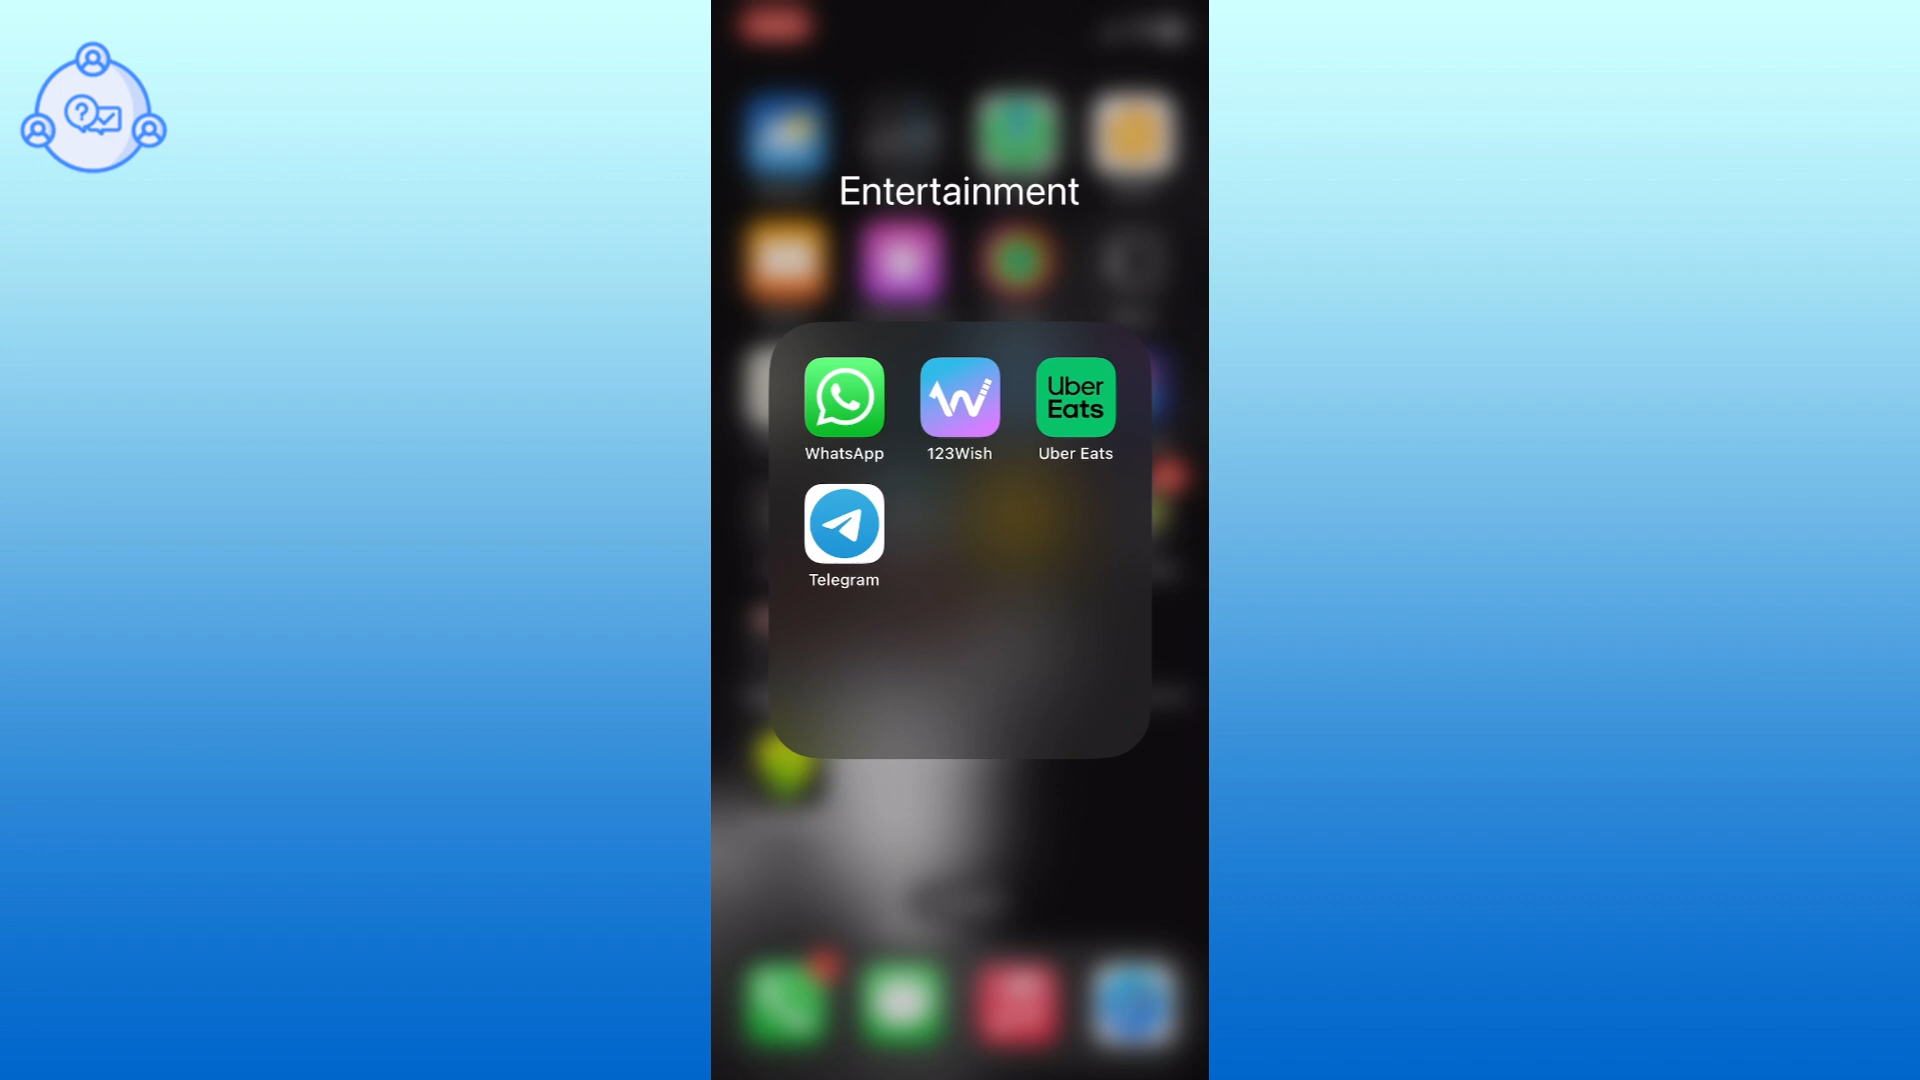 Entertainment
Uber
Eats
WhatsApp
123Wish
Uber Eats
Telegram